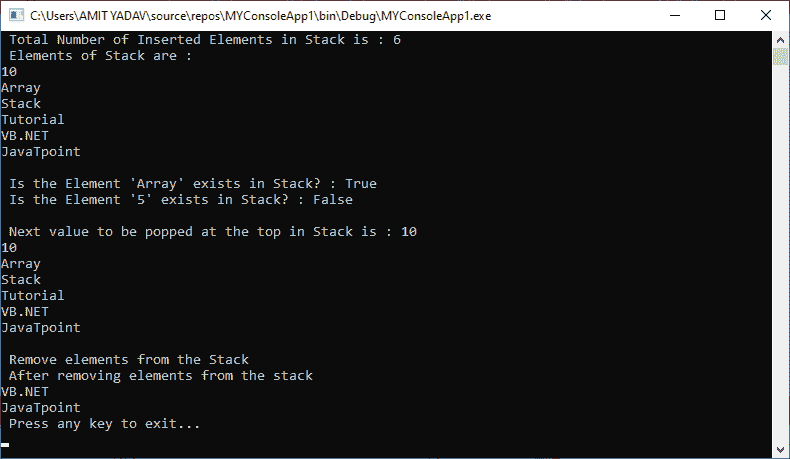 C:\Users\AMIT YADAV\source\repos\MYConsoleApp1\bin\Debug\MYConsoleApp1.exe
Total Number of Inserted Elements in Stack is : 6
Elements of Stack are :
10
Array
Stack
Tutorial
VB.NET
JavaTpoint
Is the Element 'Array' exists in Stack? : True
Is the Element '5' exists in Stack? : False
Next value to be popped at the top in Stack is : 10
10
Array
Stack
Tutorial
VB.NET
JavaTpoint
Remove elements from the Stack
After removing elements from the stack
VB.NET
JavaTpoint
Press any key to exit...